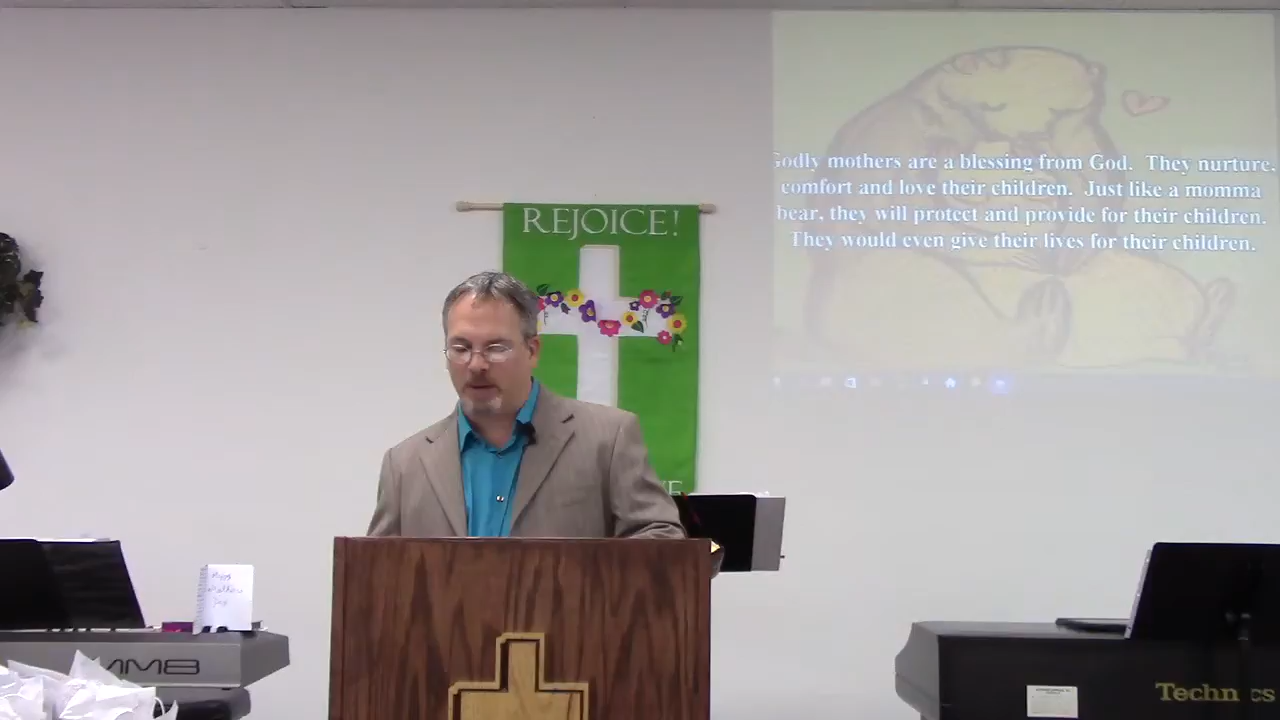 Godly mothers are a blessing from God. They nurture,
comfort and love their children. Just like a momma
bear, they will protect and provide for their children.
They would even give their lives for their children.
REJOICE!
MM8
Technics